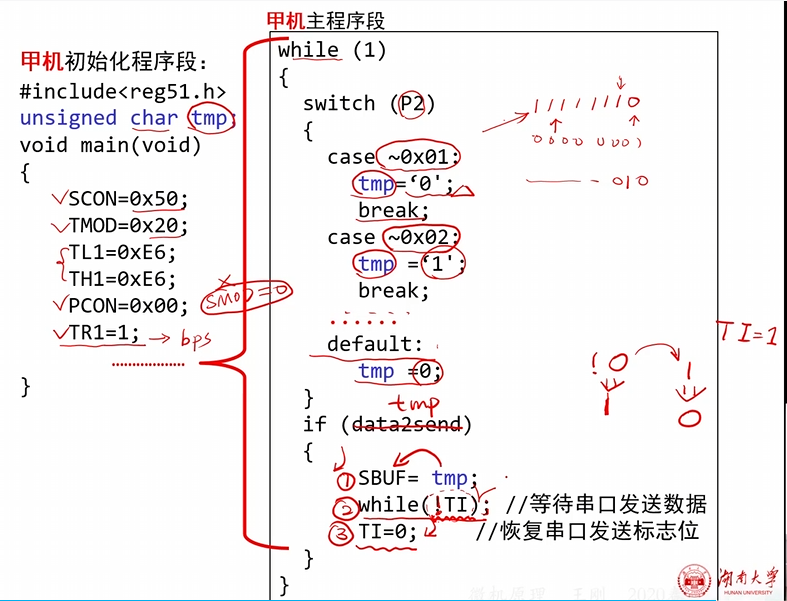 甲机初始化程序段：
#include<reg51.h>
unsigned char tmp;
void main(void)
{
SCON=0x50;
TMOD=0x20;
TL1=0xE6;
TH1=0xE6;
PCON=0x00;
SMOD=0
TR1=1;
bps
..................
}
甲机主程序段
while (1)
{
switch (P2)
{
case ~0x01:
tmp=‘0';
break;
case ~0x02:
tmp =‘1';
break;
......
default:
tmp =0;
}
tmp
if (data2send)
{
① SBUF= tmp;
② while(!TI); //等待串口发送数据
③ TI=0; //恢复串口发送标志位
}
}
11111110
010
TI=1
!0
1
1
0
湖南大学
HUNAN UNIVERSITY